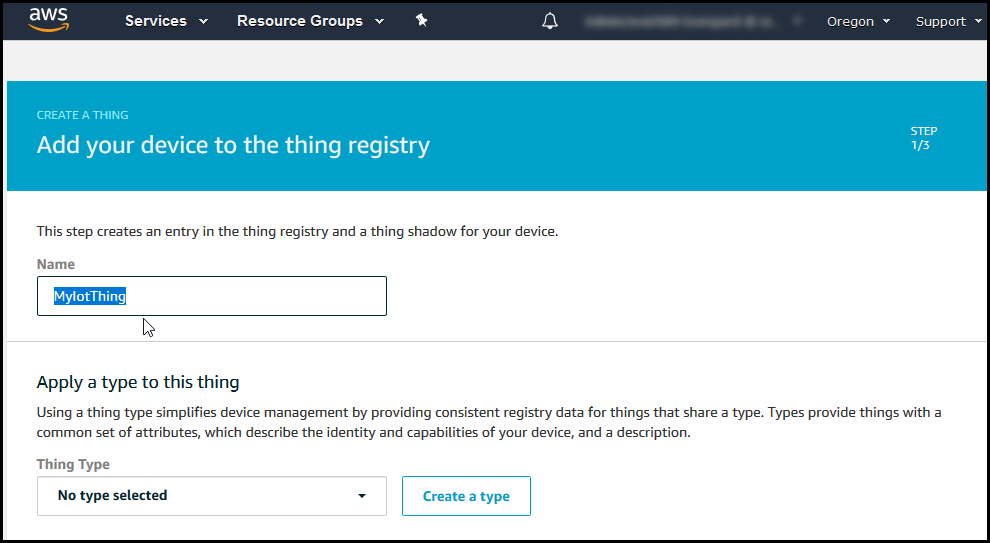 aws Services Resource Groups Oregon Support
CREATE A THING
Add your device to the thing registry
STEP
1/3
This step creates an entry in the thing registry and a thing shadow for your device.
Name
MyIotThing
Apply a type to this thing
Using a thing type simplifies device management by providing consistent registry data for things that share a type. Types provide things with a
common set of attributes, which describe the identity and capabilities of your device, and a description.
Thing Type
No type selected
Create a type